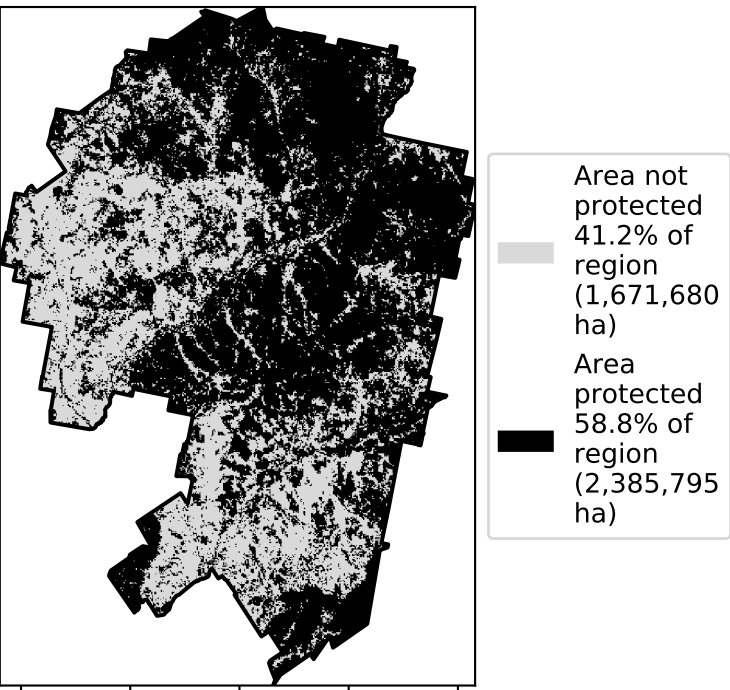 Area not
protected
41.2% of
region
(1,671,680
ha)
Area
protected
58.8% of
region
(2,385,795
ha)